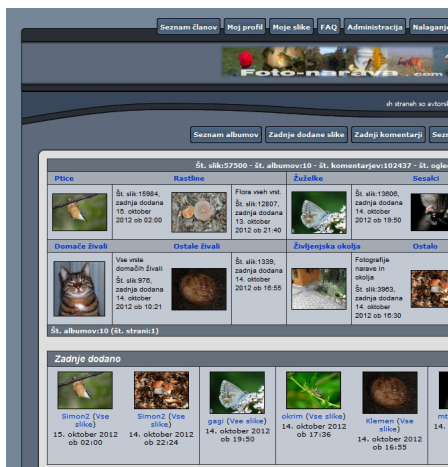 Seznam članov
Moj profil
Moje slike
FAQ
Administracija
Foto-narava.com
eh straneh so
Seznam albumov
Zadnje dodane slike
Zadnji komentarji
Št. slik:57500 - št. albumov:10 - št. komentarjev:102437 - št.
Ptice
Rastline
Žuželke
Sesalci
Št. slik:15984,
zadnja dodana
15. oktober
2012 ob 02:00
Flora vseh vrst.
Št. slik:12807,
zadnja dodana
13. oktober
2012 ob 21:40
Št. slik:13606,
zadnja dodana
14. oktober
2012 ob 19:50
Domače živali
Ostale živali
Življenjska okolja
Ostalo
Vse vrste
domačih živali
Št. slik:976,
zadnja dodana
14. oktober
2012 ob 10:21
Št. slik:1339,
zadnja dodana
14. oktober
2012 ob 16:55
Fotografije
narave in
okolja
Št. slik:3963,
zadnja dodana
14. oktober
2012 ob 16:30
Št. albumov:10 (št. strani:1)
Zadnje dodano
Simon2 (Vse
slike)
15. oktober 2012
ob 02:00
Simon2 (Vse
slike)
14. oktober 2012
ob 22:24
gagi (Vse slike)
14. oktober 2012
ob 19:50
okrim (Vse slike)
14. oktober 2012
ob 17:36
Klemen (Vse
slike)
14. oktober 2012
ob 16:55
14.